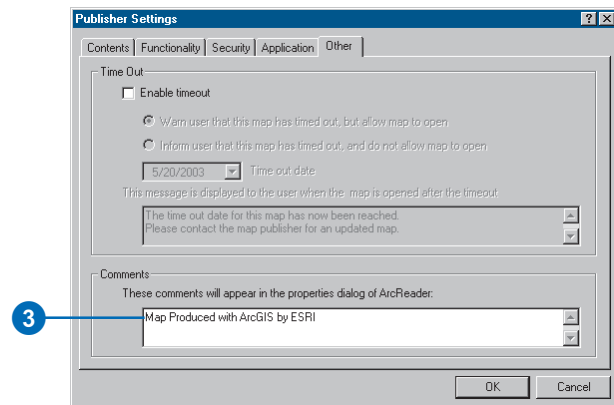 Publisher Settings
Contents Functionality Security Application Other
Time Out
Enable timeout
Warn user that this map has timed out, but allow map to open
Inform user that this map has timed out, and do not allow map to open
5/20/2003 Time out date
This message is displayed to the user when the map is opened after the timeout
The time out date for this map has now been reached.
Please contact the map publisher for an updated map.
Comments
These comments will appear in the properties dialog of ArcReader:
3 Map Produced with ArcGIS by ESRI
OK Cancel